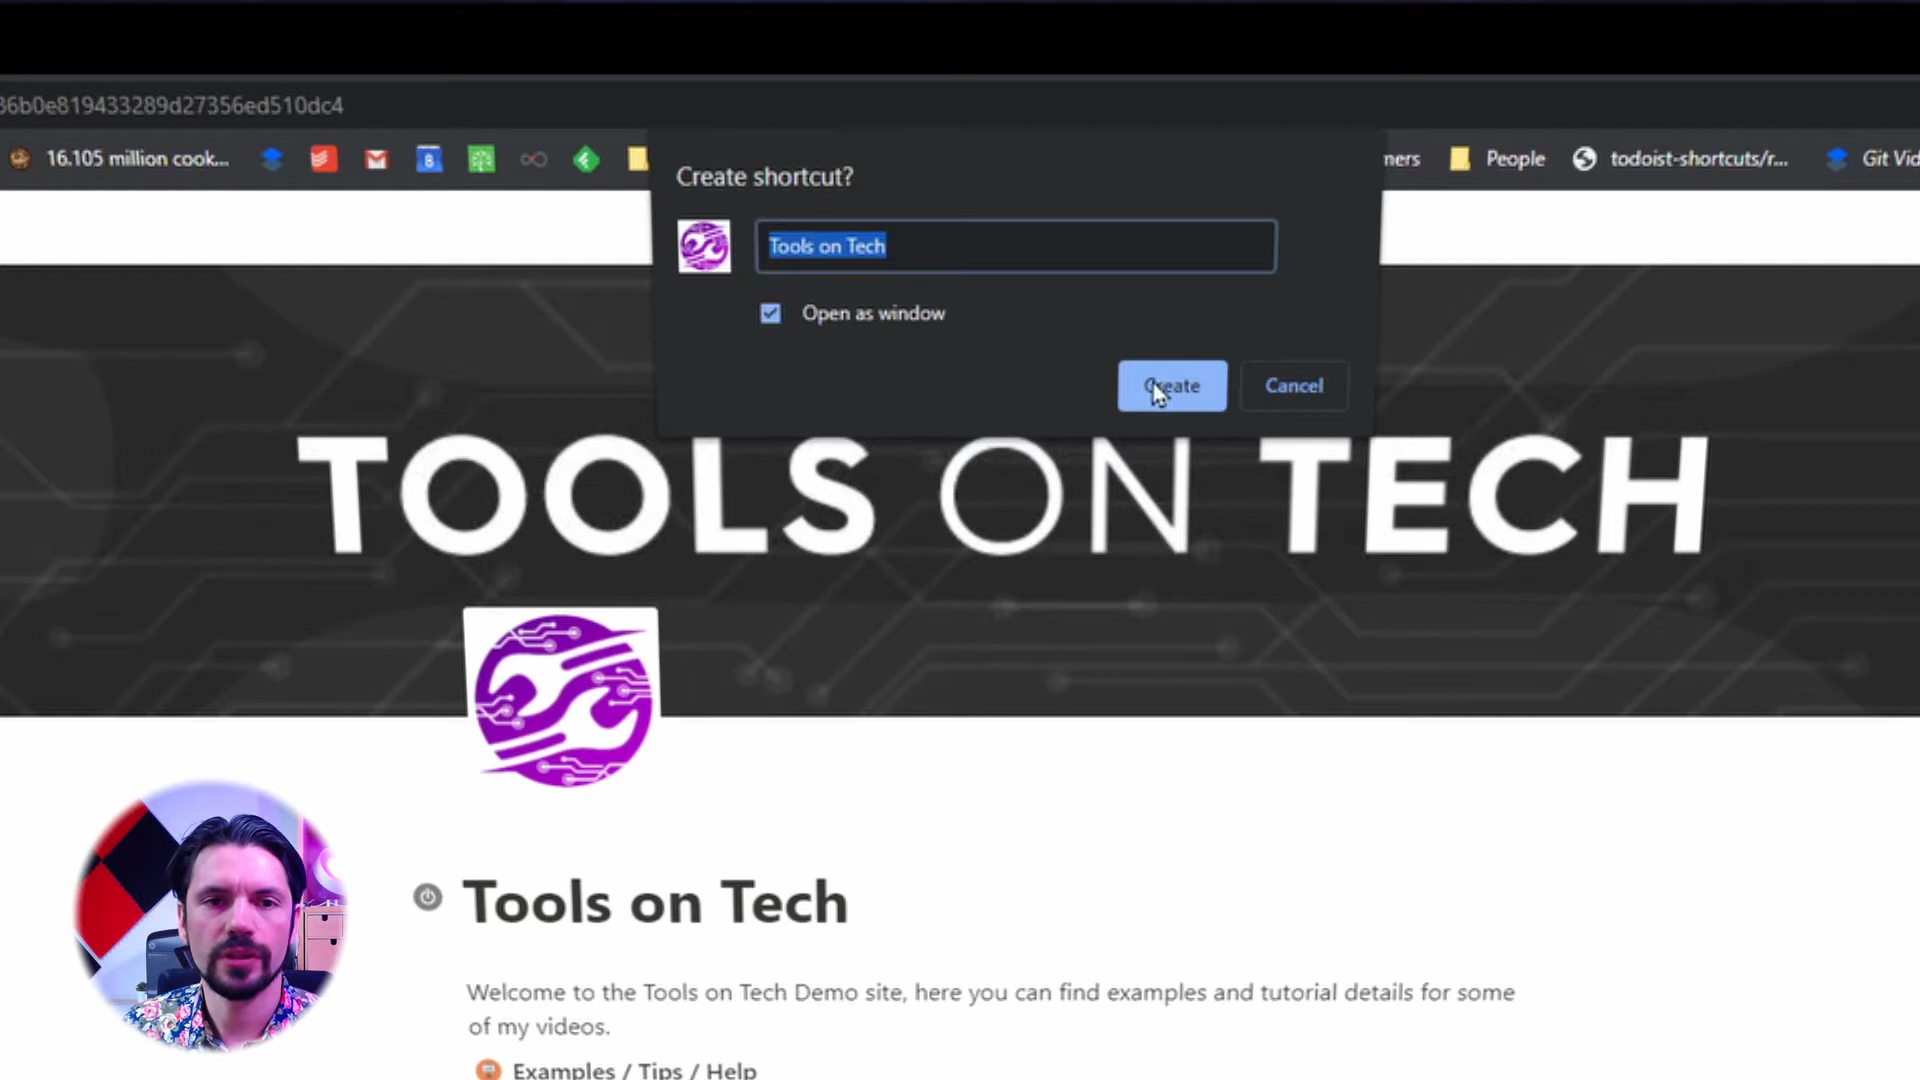 36b0e819433289d27356ed510dc4
16.105 million cook...
8
mers
People
todoist-shortcuts/r...
Git Vid
Create shortcut?
Tools on Tech
Open as window
Create
Cancel
TOOLS ON TECH
Tools on Tech
Welcome to the Tools on Tech Demo site, here you can find examples and tutorial details for some
of my videos.
Examples / Tips / Help